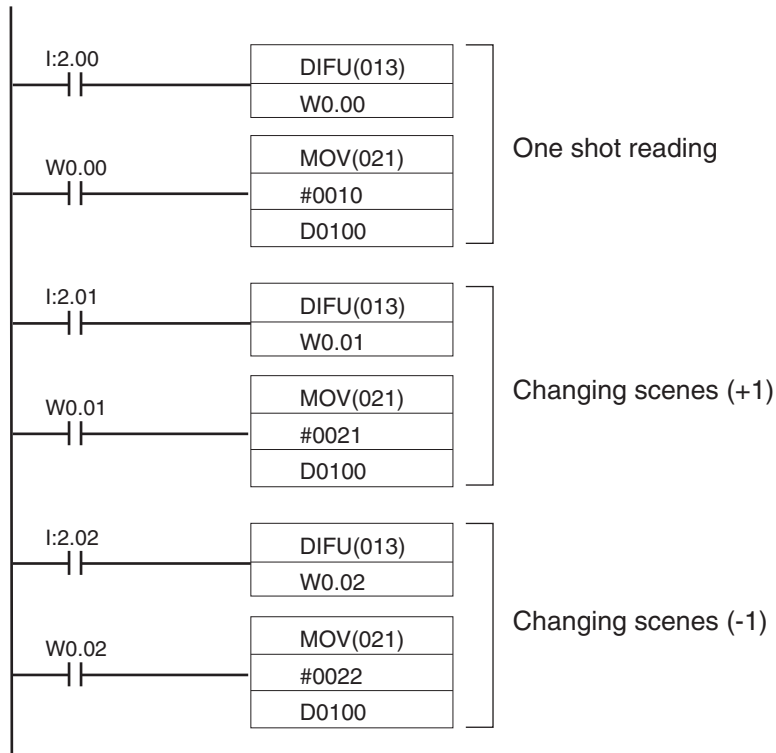 I:2.00
DIFU(013)
W0.00
W0.00
MOV(021)
#0010
D0100
One shot reading
I:2.01
DIFU(013)
W0.01
W0.01
MOV(021)
#0021
D0100
Changing scenes (+1)
I:2.02
DIFU(013)
W0.02
W0.02
MOV(021)
#0022
D0100
Changing scenes (-1)